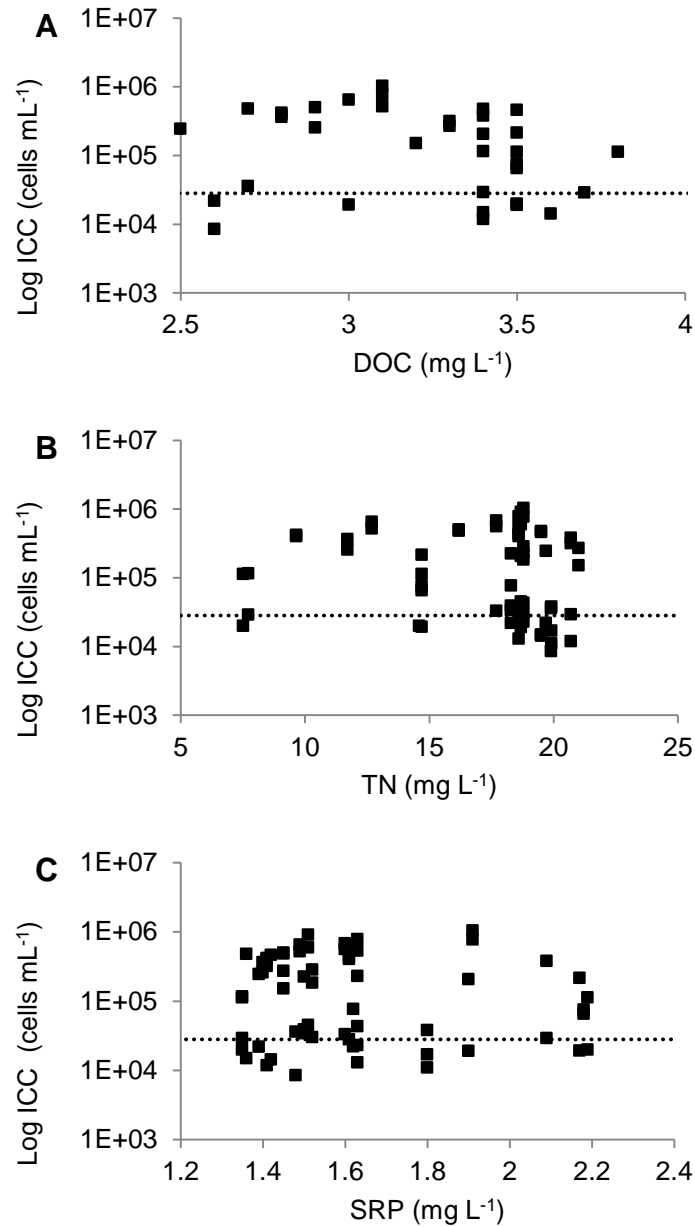 A
1E+07
1E+06
1E+05
1E+04
1E+03
Log ICC (cells mL⁻¹)
2.5 3 3.5 4
DOC (mg L⁻¹)
B
1E+07
1E+06
1E+05
1E+04
1E+03
Log ICC (cells mL⁻¹)
5 10 15 20 25
TN (mg L⁻¹)
C
1E+07
1E+06
1E+05
1E+04
1E+03
Log ICC (cells mL⁻¹)
1.2 1.4 1.6 1.8 2 2.2 2.4
SRP (mg L⁻¹)